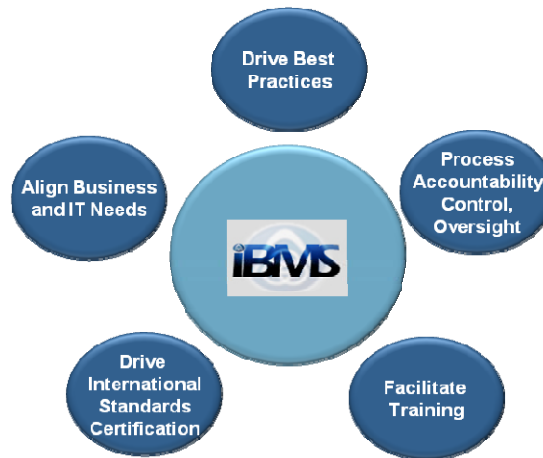 Drive Best
Practices
Process
Accountability
Control,
Oversight
Align Business
and IT Needs
iBMS
Drive
International
Standards
Certification
Facilitate
Training